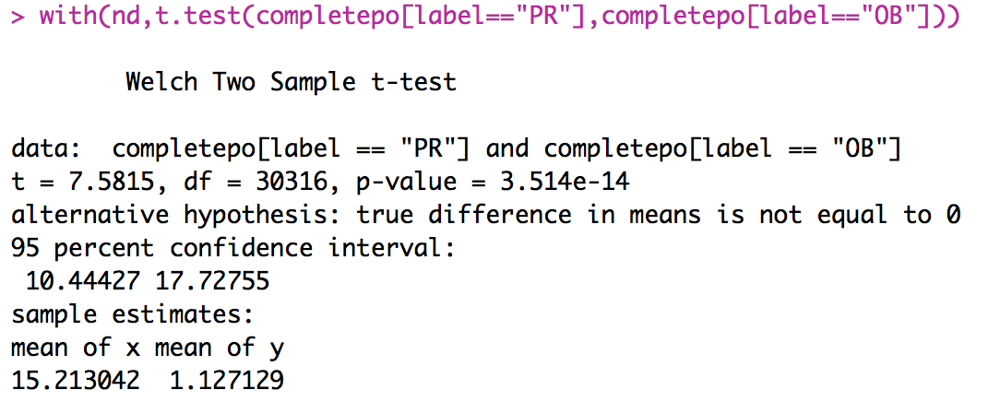 > with(nd,t.test(completepo[label=="PR"],completepo[label=="OB"]))
Welch Two Sample t-test
data:  completepo[label == "PR"] and completepo[label == "OB"]
t = 7.5815, df = 30316, p-value = 3.514e-14
alternative hypothesis: true difference in means is not equal to 0
95 percent confidence interval:
 10.44427 17.72755
sample estimates:
mean of x mean of y
15.213042  1.127129